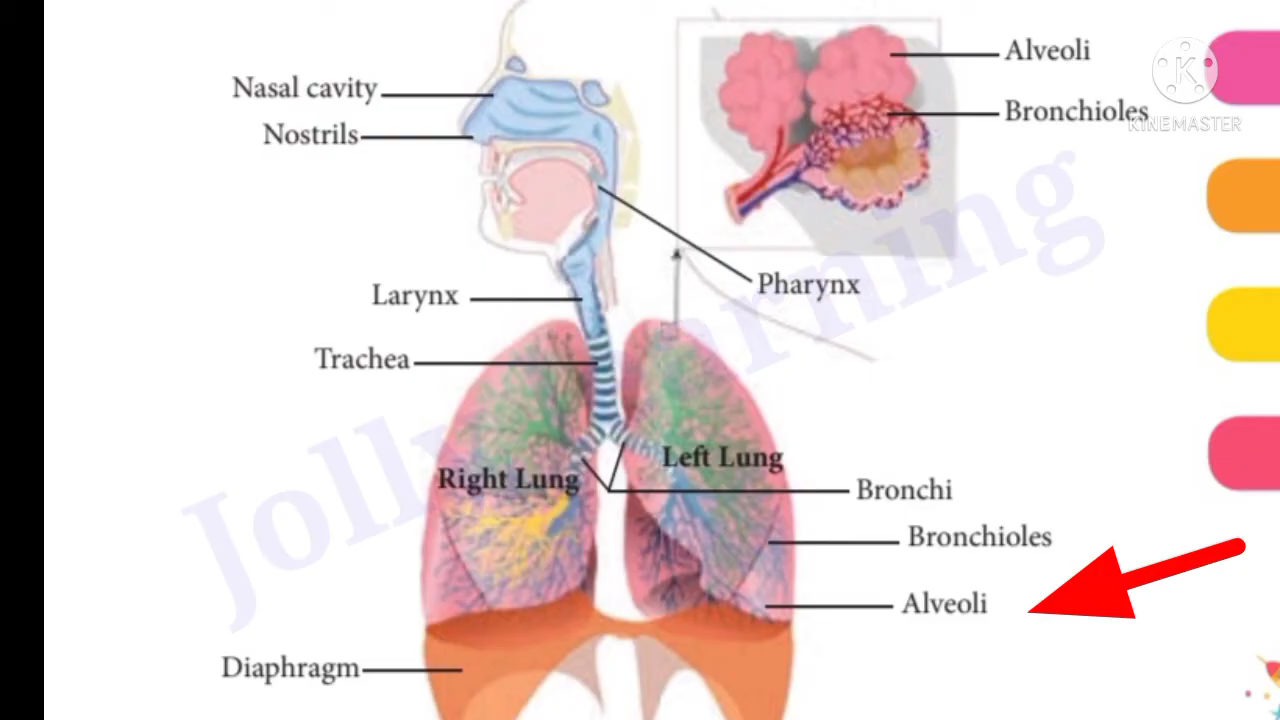 Alveoli
Nasal cavity
Bronchioles
K
KINEMASTER
Nostrils
Pharynx
Larynx
Trachea
Left Lung
Right Lung
Bronchi
Bronchioles
Alveoli
Diaphragm